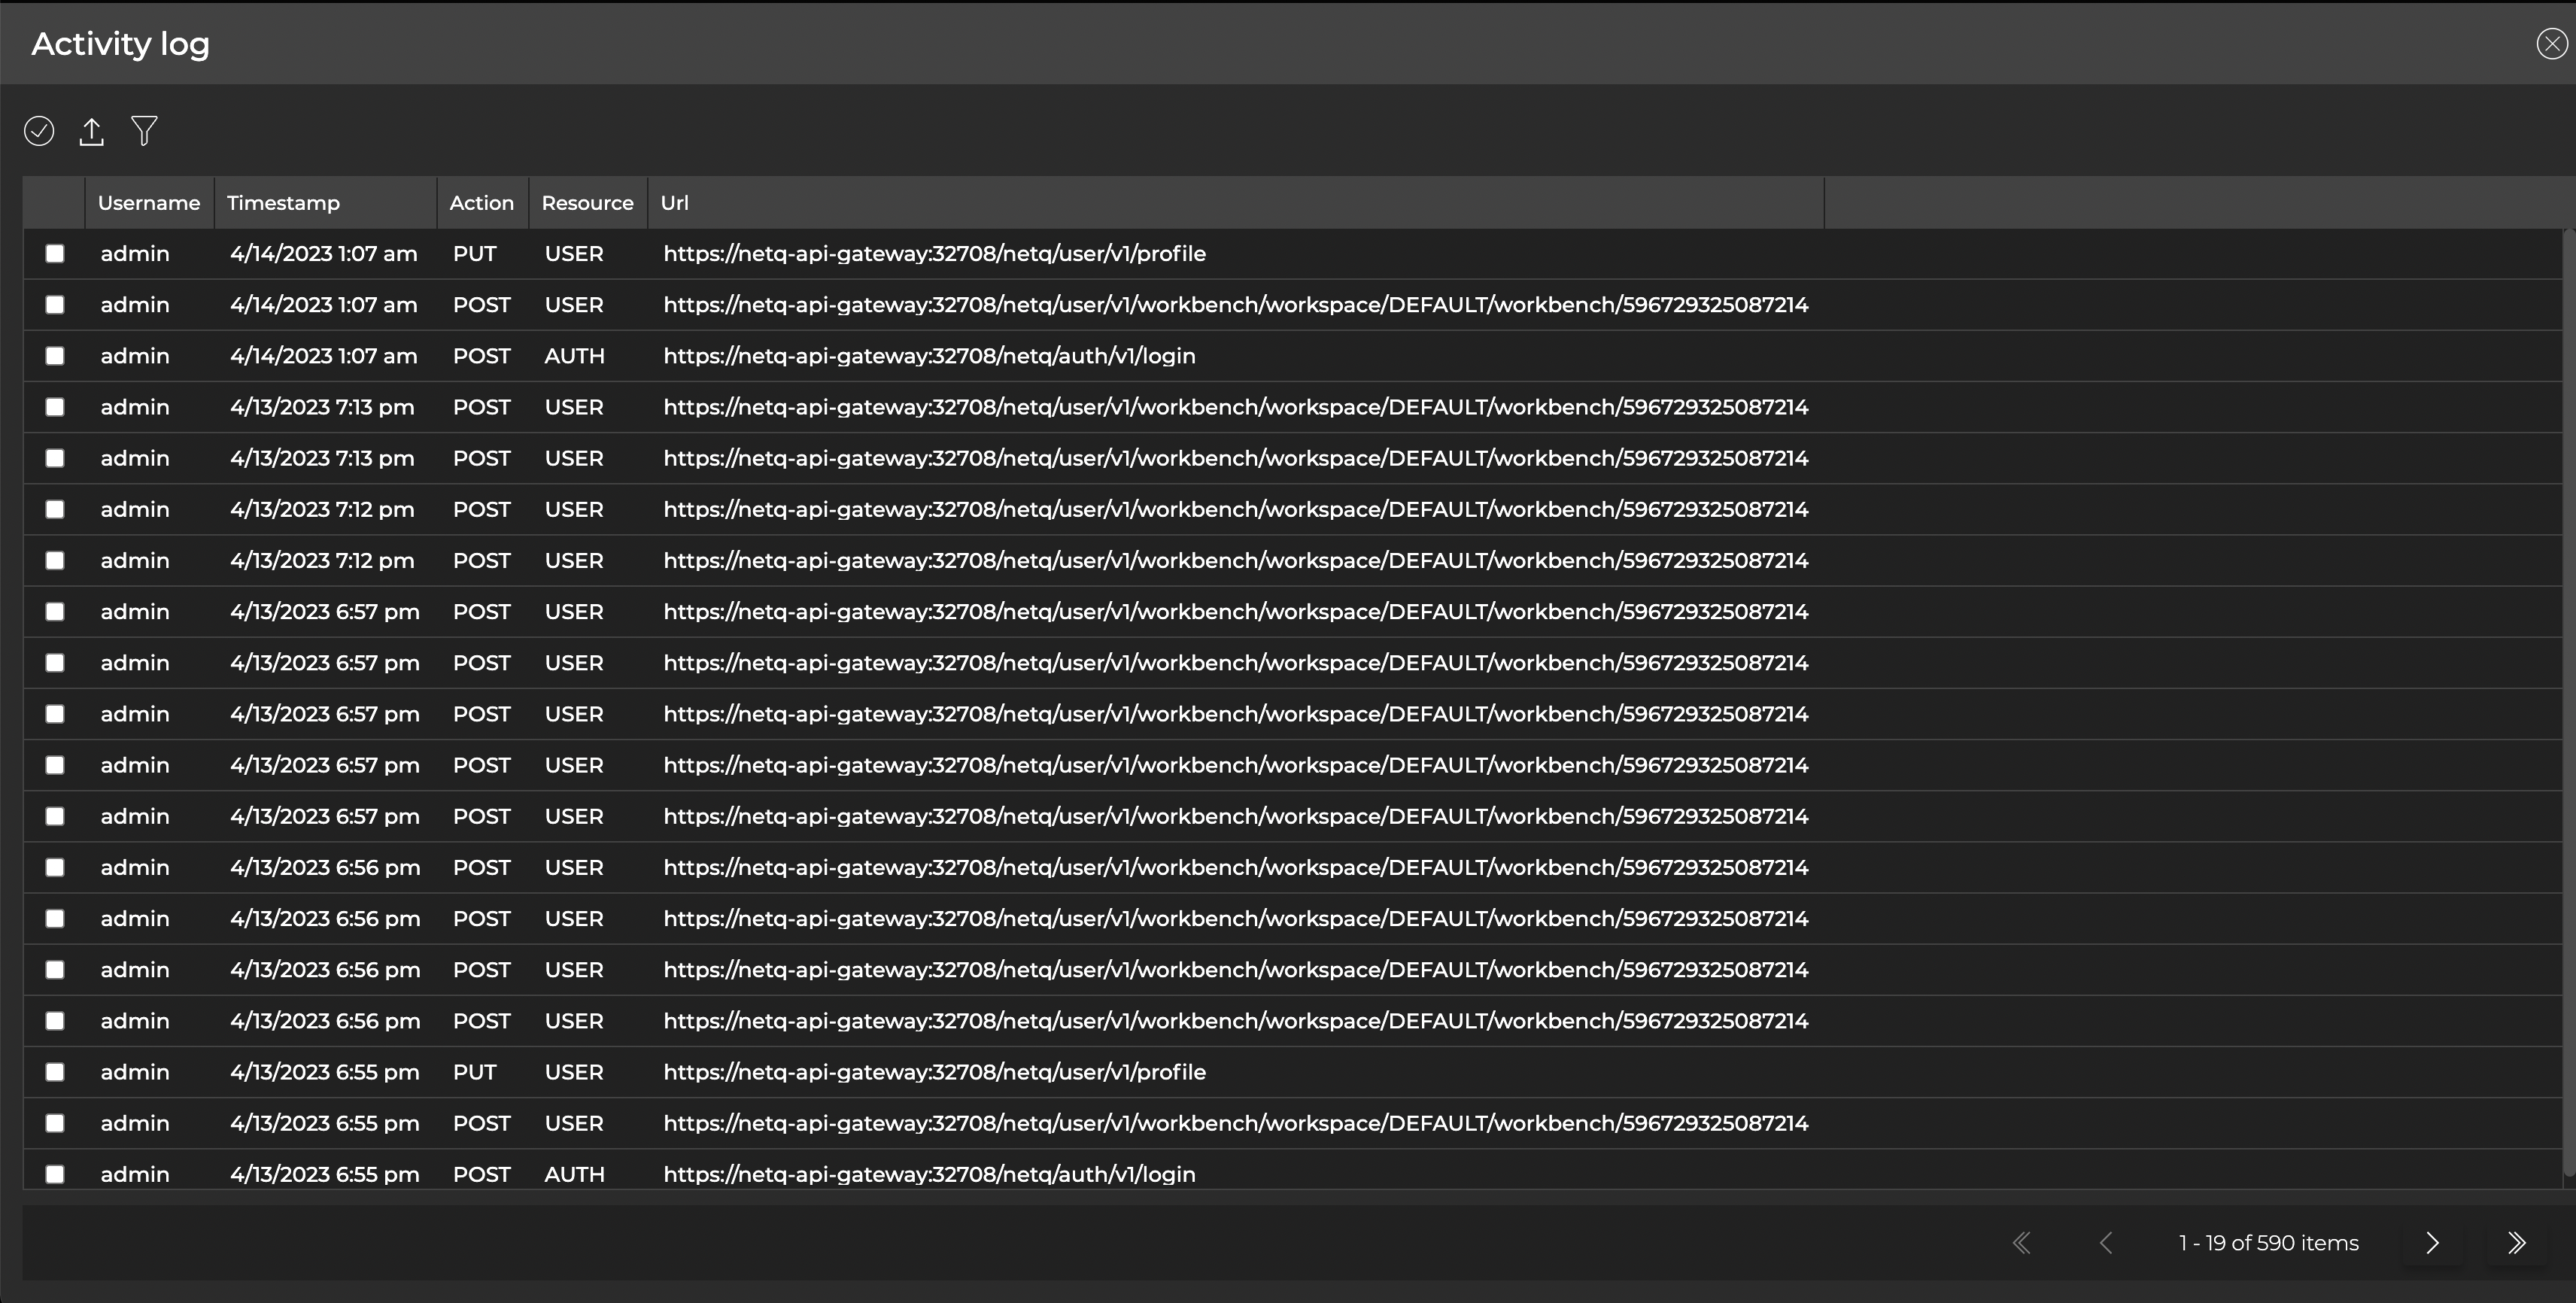 Activity log
Username Timestamp Action Resource Url
admin 4/14/2023 1:07 am PUT USER https://netq-api-gateway:32708/netq/user/v1/profile
admin 4/14/2023 1:07 am POST USER https://netq-api-gateway:32708/netq/user/v1/workbench/workspace/DEFAULT/workbench/596729325087214
admin 4/14/2023 1:07 am POST AUTH https://netq-api-gateway:32708/netq/auth/v1/login
admin 4/13/2023 7:13 pm POST USER https://netq-api-gateway:32708/netq/user/v1/workbench/workspace/DEFAULT/workbench/596729325087214
admin 4/13/2023 7:13 pm POST USER https://netq-api-gateway:32708/netq/user/v1/workbench/workspace/DEFAULT/workbench/596729325087214
admin 4/13/2023 7:12 pm POST USER https://netq-api-gateway:32708/netq/user/v1/workbench/workspace/DEFAULT/workbench/596729325087214
admin 4/13/2023 7:12 pm POST USER https://netq-api-gateway:32708/netq/user/v1/workbench/workspace/DEFAULT/workbench/596729325087214
admin 4/13/2023 6:57 pm POST USER https://netq-api-gateway:32708/netq/user/v1/workbench/workspace/DEFAULT/workbench/596729325087214
admin 4/13/2023 6:57 pm POST USER https://netq-api-gateway:32708/netq/user/v1/workbench/workspace/DEFAULT/workbench/596729325087214
admin 4/13/2023 6:57 pm POST USER https://netq-api-gateway:32708/netq/user/v1/workbench/workspace/DEFAULT/workbench/596729325087214
admin 4/13/2023 6:57 pm POST USER https://netq-api-gateway:32708/netq/user/v1/workbench/workspace/DEFAULT/workbench/596729325087214
admin 4/13/2023 6:57 pm POST USER https://netq-api-gateway:32708/netq/user/v1/workbench/workspace/DEFAULT/workbench/596729325087214
admin 4/13/2023 6:56 pm POST USER https://netq-api-gateway:32708/netq/user/v1/workbench/workspace/DEFAULT/workbench/596729325087214
admin 4/13/2023 6:56 pm POST USER https://netq-api-gateway:32708/netq/user/v1/workbench/workspace/DEFAULT/workbench/596729325087214
admin 4/13/2023 6:56 pm POST USER https://netq-api-gateway:32708/netq/user/v1/workbench/workspace/DEFAULT/workbench/596729325087214
admin 4/13/2023 6:56 pm POST USER https://netq-api-gateway:32708/netq/user/v1/workbench/workspace/DEFAULT/workbench/596729325087214
admin 4/13/2023 6:55 pm PUT USER https://netq-api-gateway:32708/netq/user/v1/profile
admin 4/13/2023 6:55 pm POST USER https://netq-api-gateway:32708/netq/user/v1/workbench/workspace/DEFAULT/workbench/596729325087214
admin 4/13/2023 6:55 pm POST AUTH https://netq-api-gateway:32708/netq/auth/v1/login
1 - 19 of 590 items